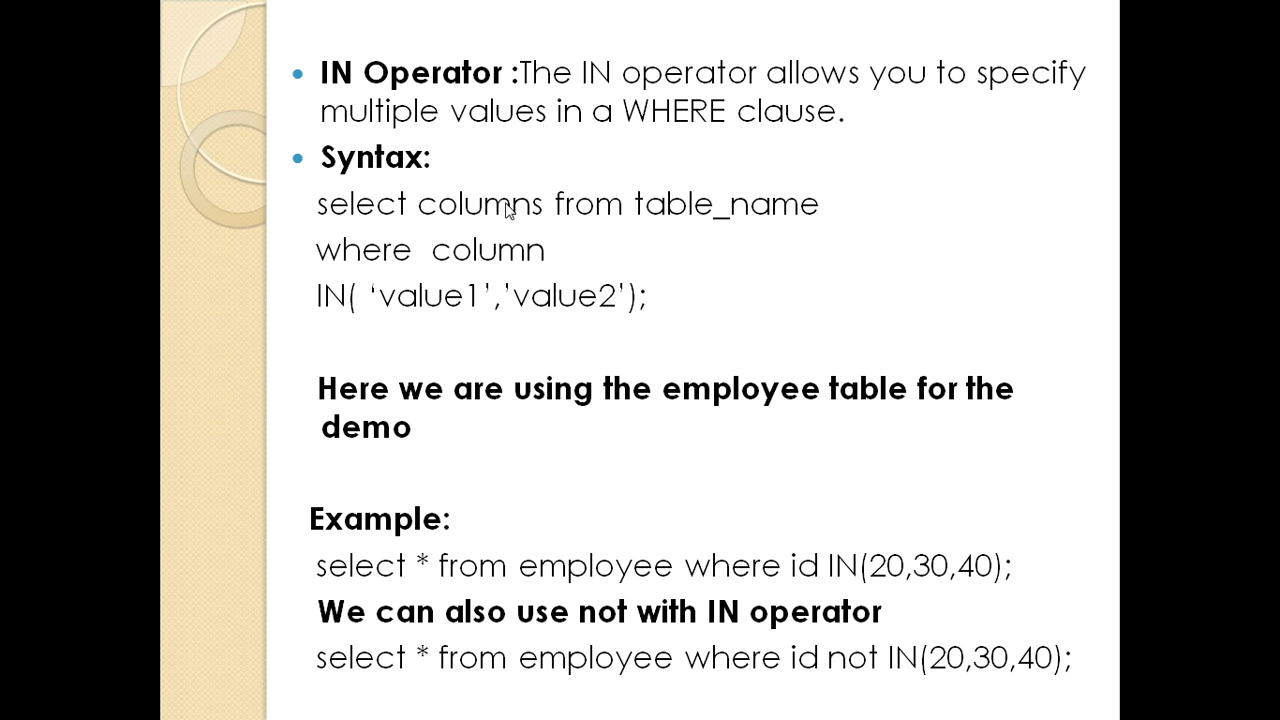 IN Operator :The IN operator allows you to specify
multiple values in a WHERE clause.
Syntax:
select columns from table_name
where  column
IN( ‘value1’,’value2’);
Here we are using the employee table for the
demo
Example:
select * from employee where id IN(20,30,40);
We can also use not with IN operator
select * from employee where id not IN(20,30,40);